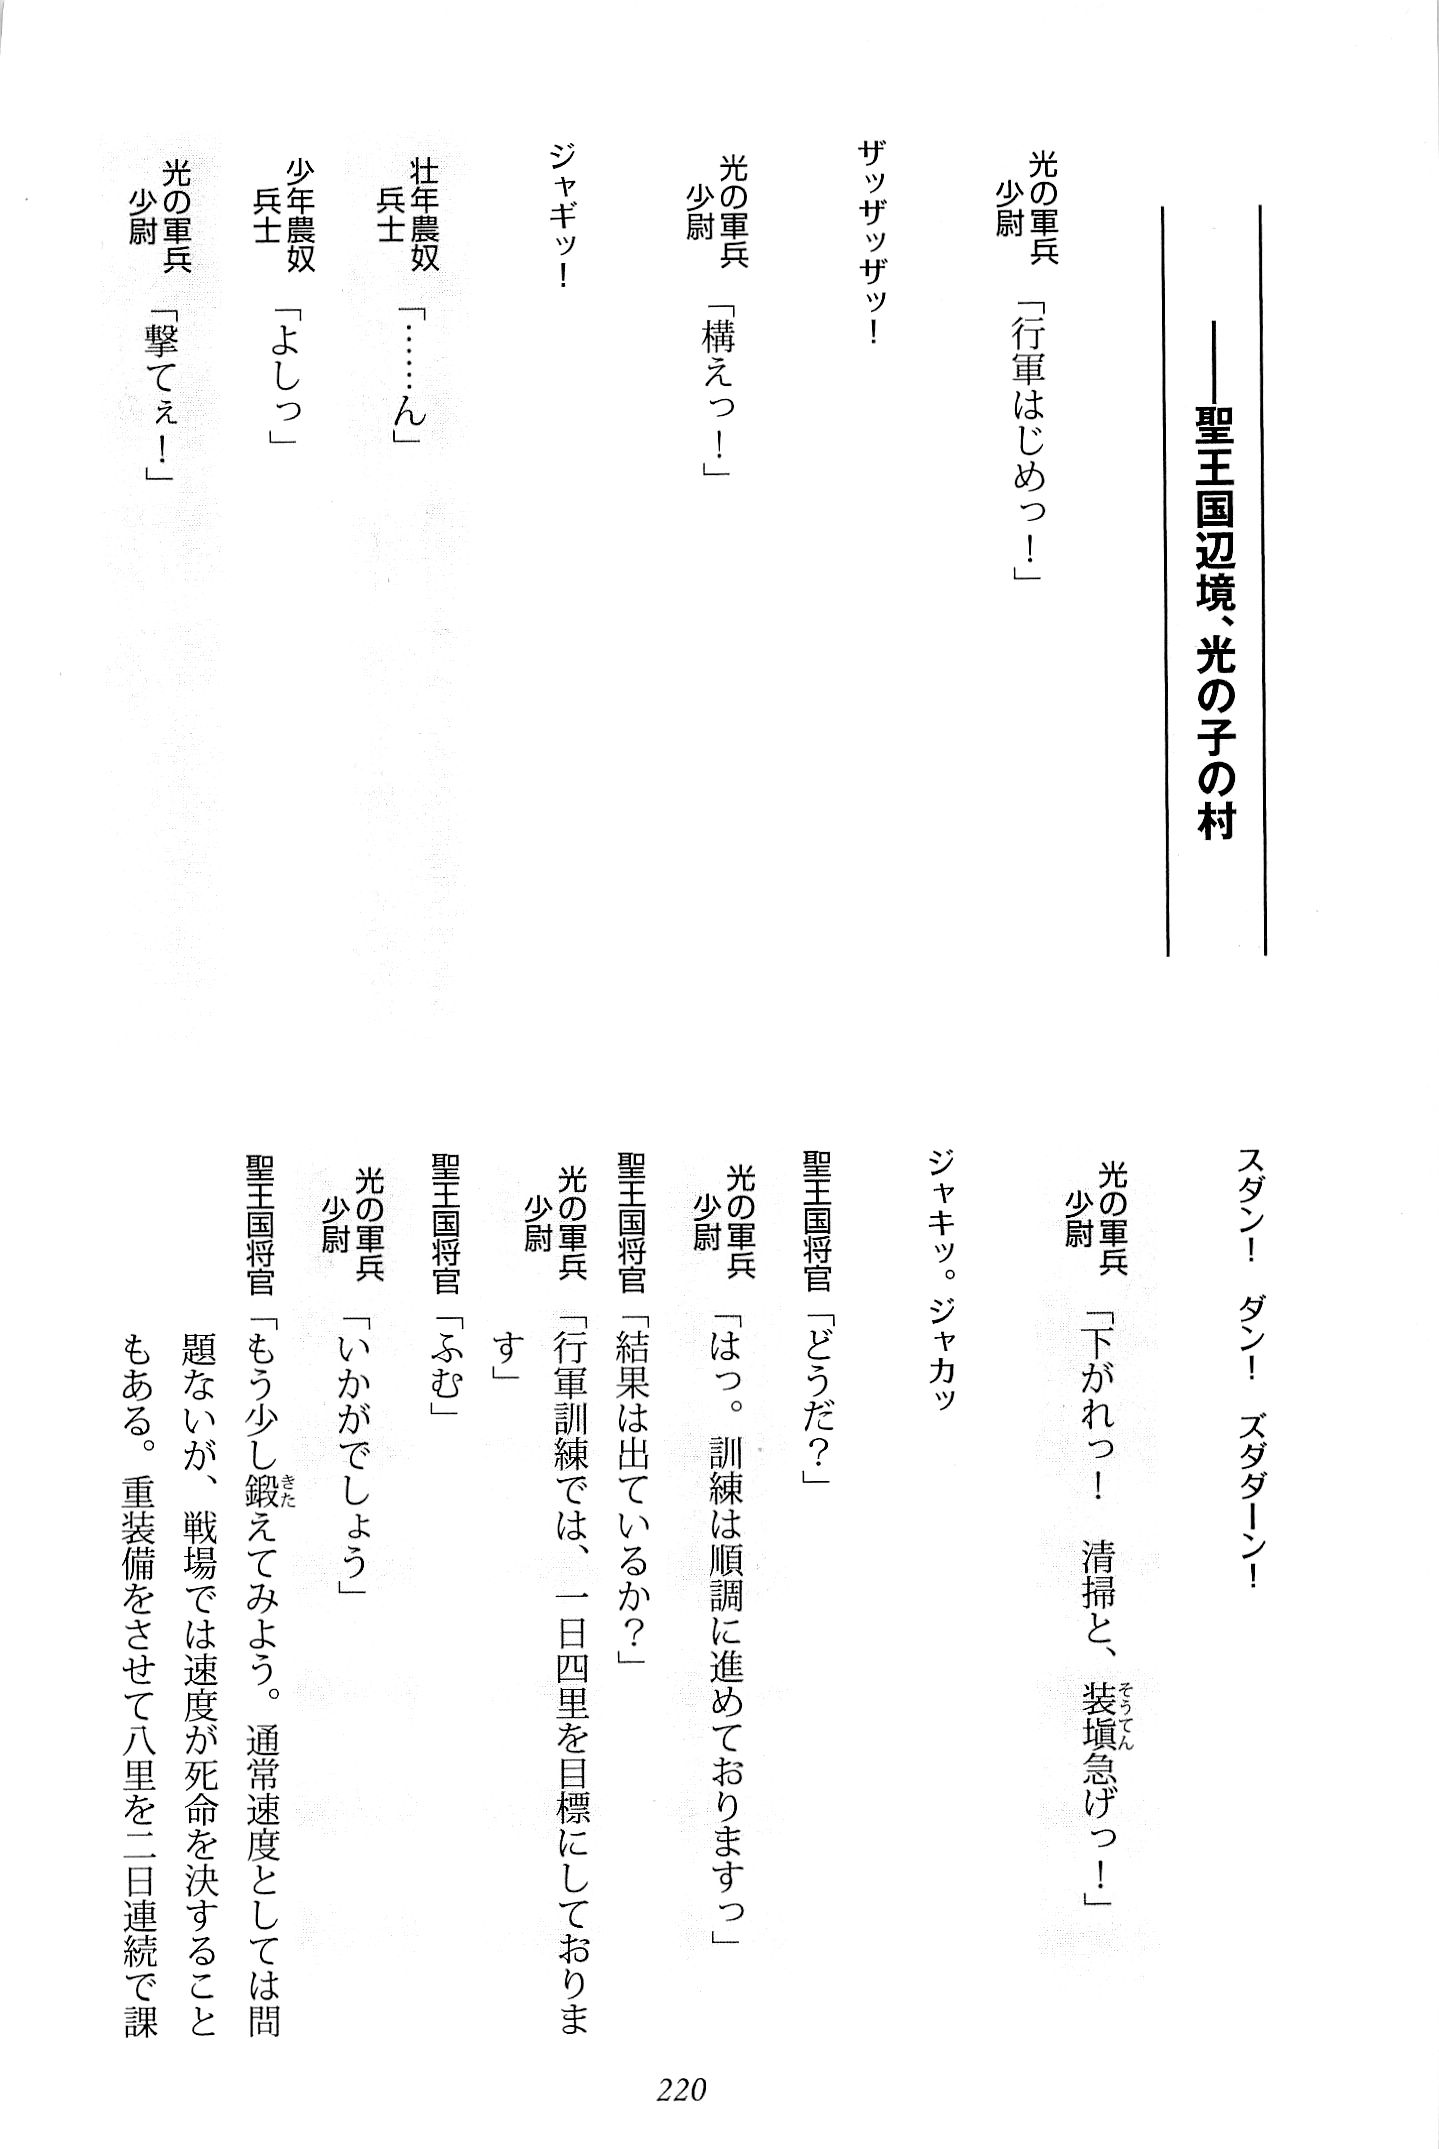 ――聖王国辺境、光の子の村
光の軍兵
少尉
「行軍はじめっ！」
ザッザッザッ！
光の軍兵
少尉
「構えっ！」
ジャギッ！
壮年農奴
兵士
「……ん」
少年農奴
兵士
「よしっ」
光の軍兵
少尉
「撃てぇ！」
スダン！　ダン！　ズダダーン！
光の軍兵
少尉
「下がれっ！　清掃と、装塡急げっ！」
そうてん
ジャキッ。ジャカッ
聖王国将官「どうだ？」
光の軍兵
少尉
「はっ。訓練は順調に進めておりますっ」
聖王国将官「結果は出ているか？」
光の軍兵
少尉
「行軍訓練では、一日四里を目標にしておりま
す」
聖王国将官「ふむ」
光の軍兵
少尉
「いかがでしょう」
聖王国将官「もう少し鍛えてみよう。通常速度としては問
きた
題ないが、戦場では速度が死命を決すること
もある。重装備をさせて八里を二日連続で課
220